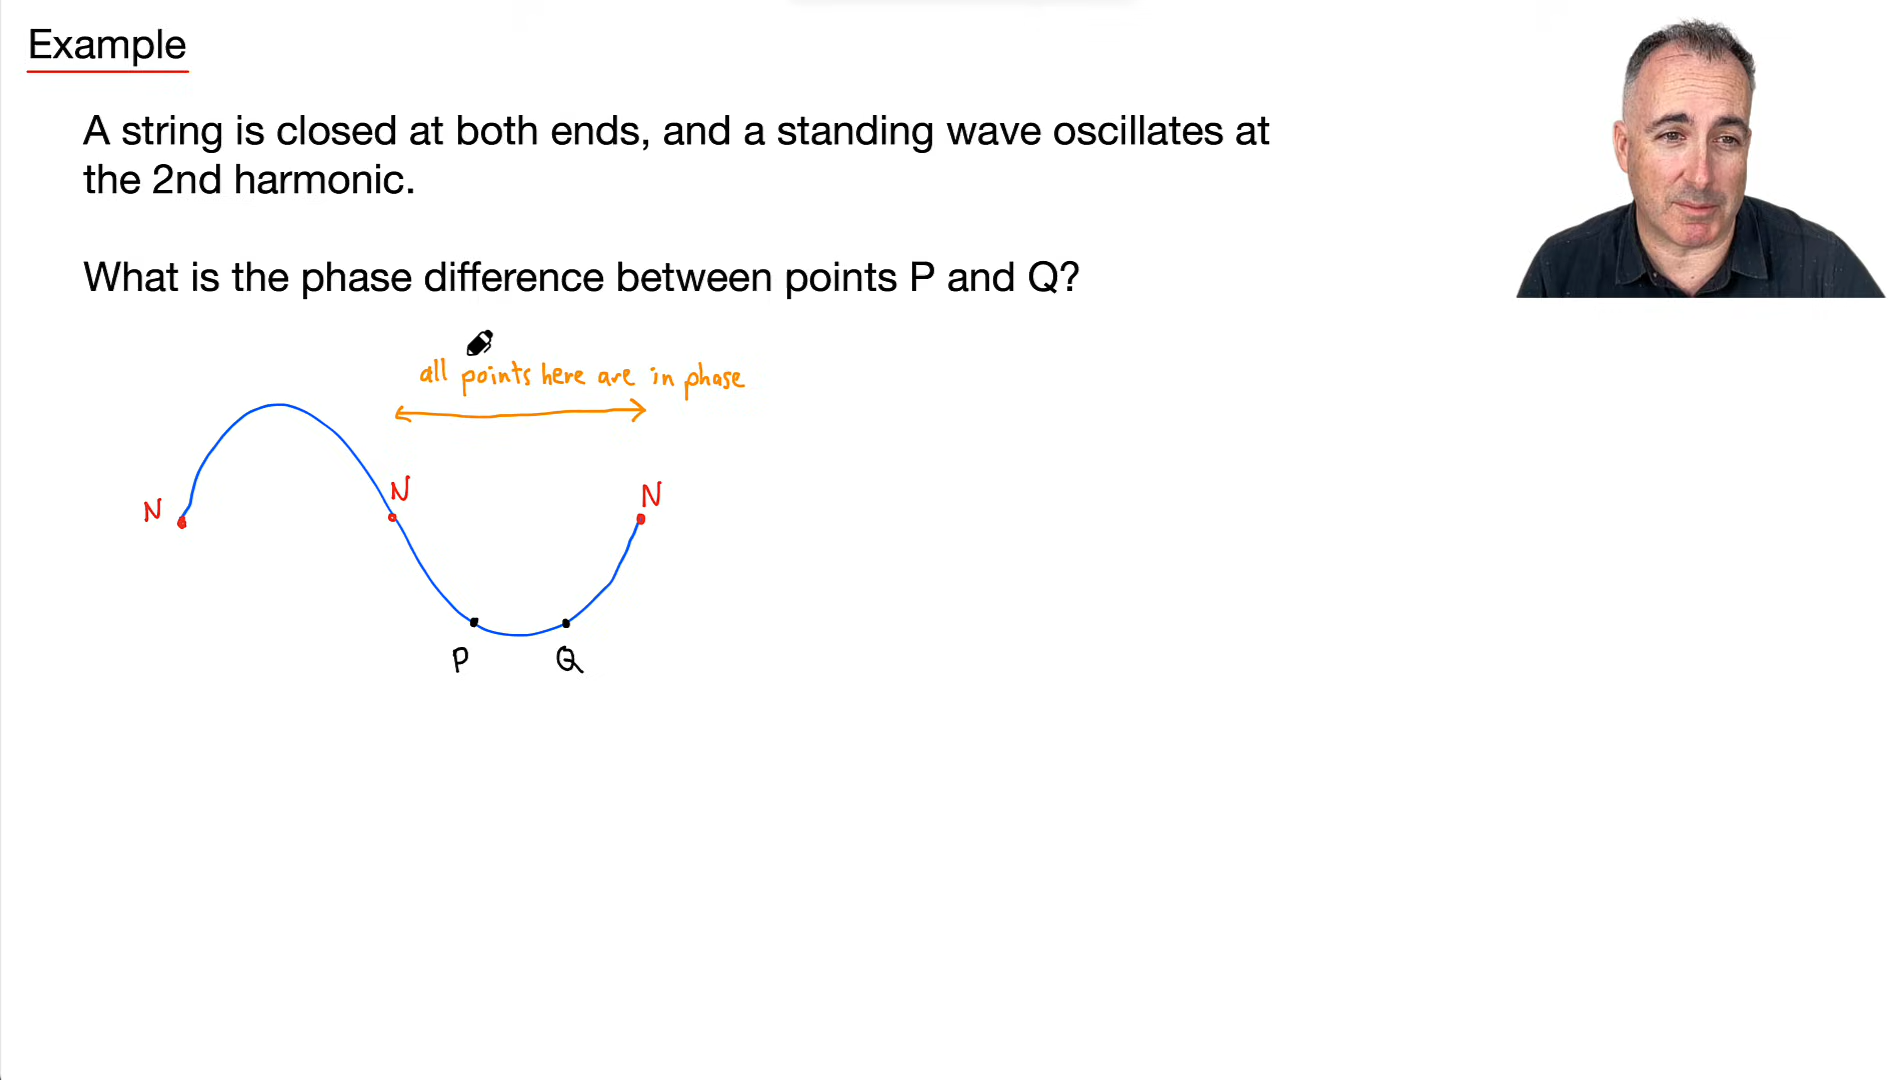 Example
A string is closed at both ends, and a standing wave oscillates at
the 2nd harmonic.
What is the phase difference between points P and Q?
all points here are in phase
N
N
N
P
Q